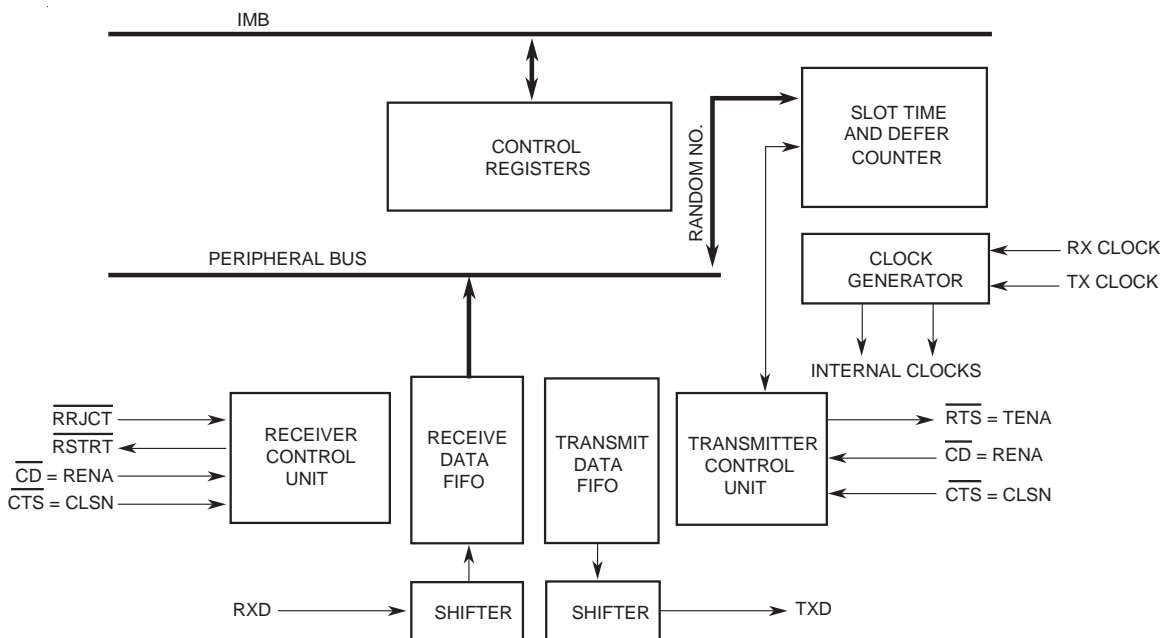 IMB
CONTROL
REGISTERS
RANDOM NO.
SLOT TIME
AND DEFER
COUNTER
PERIPHERAL BUS
CLOCK
GENERATOR
RX CLOCK
TX CLOCK
INTERNAL CLOCKS
RRJCT
RSTRT
CD = RENA
CTS = CLSN
RECEIVER
CONTROL
UNIT
RECEIVE
DATA
FIFO
TRANSMIT
DATA
FIFO
TRANSMITTER
CONTROL
UNIT
RTS = TENA
CD = RENA
CTS = CLSN
RXD
SHIFTER
SHIFTER
TXD